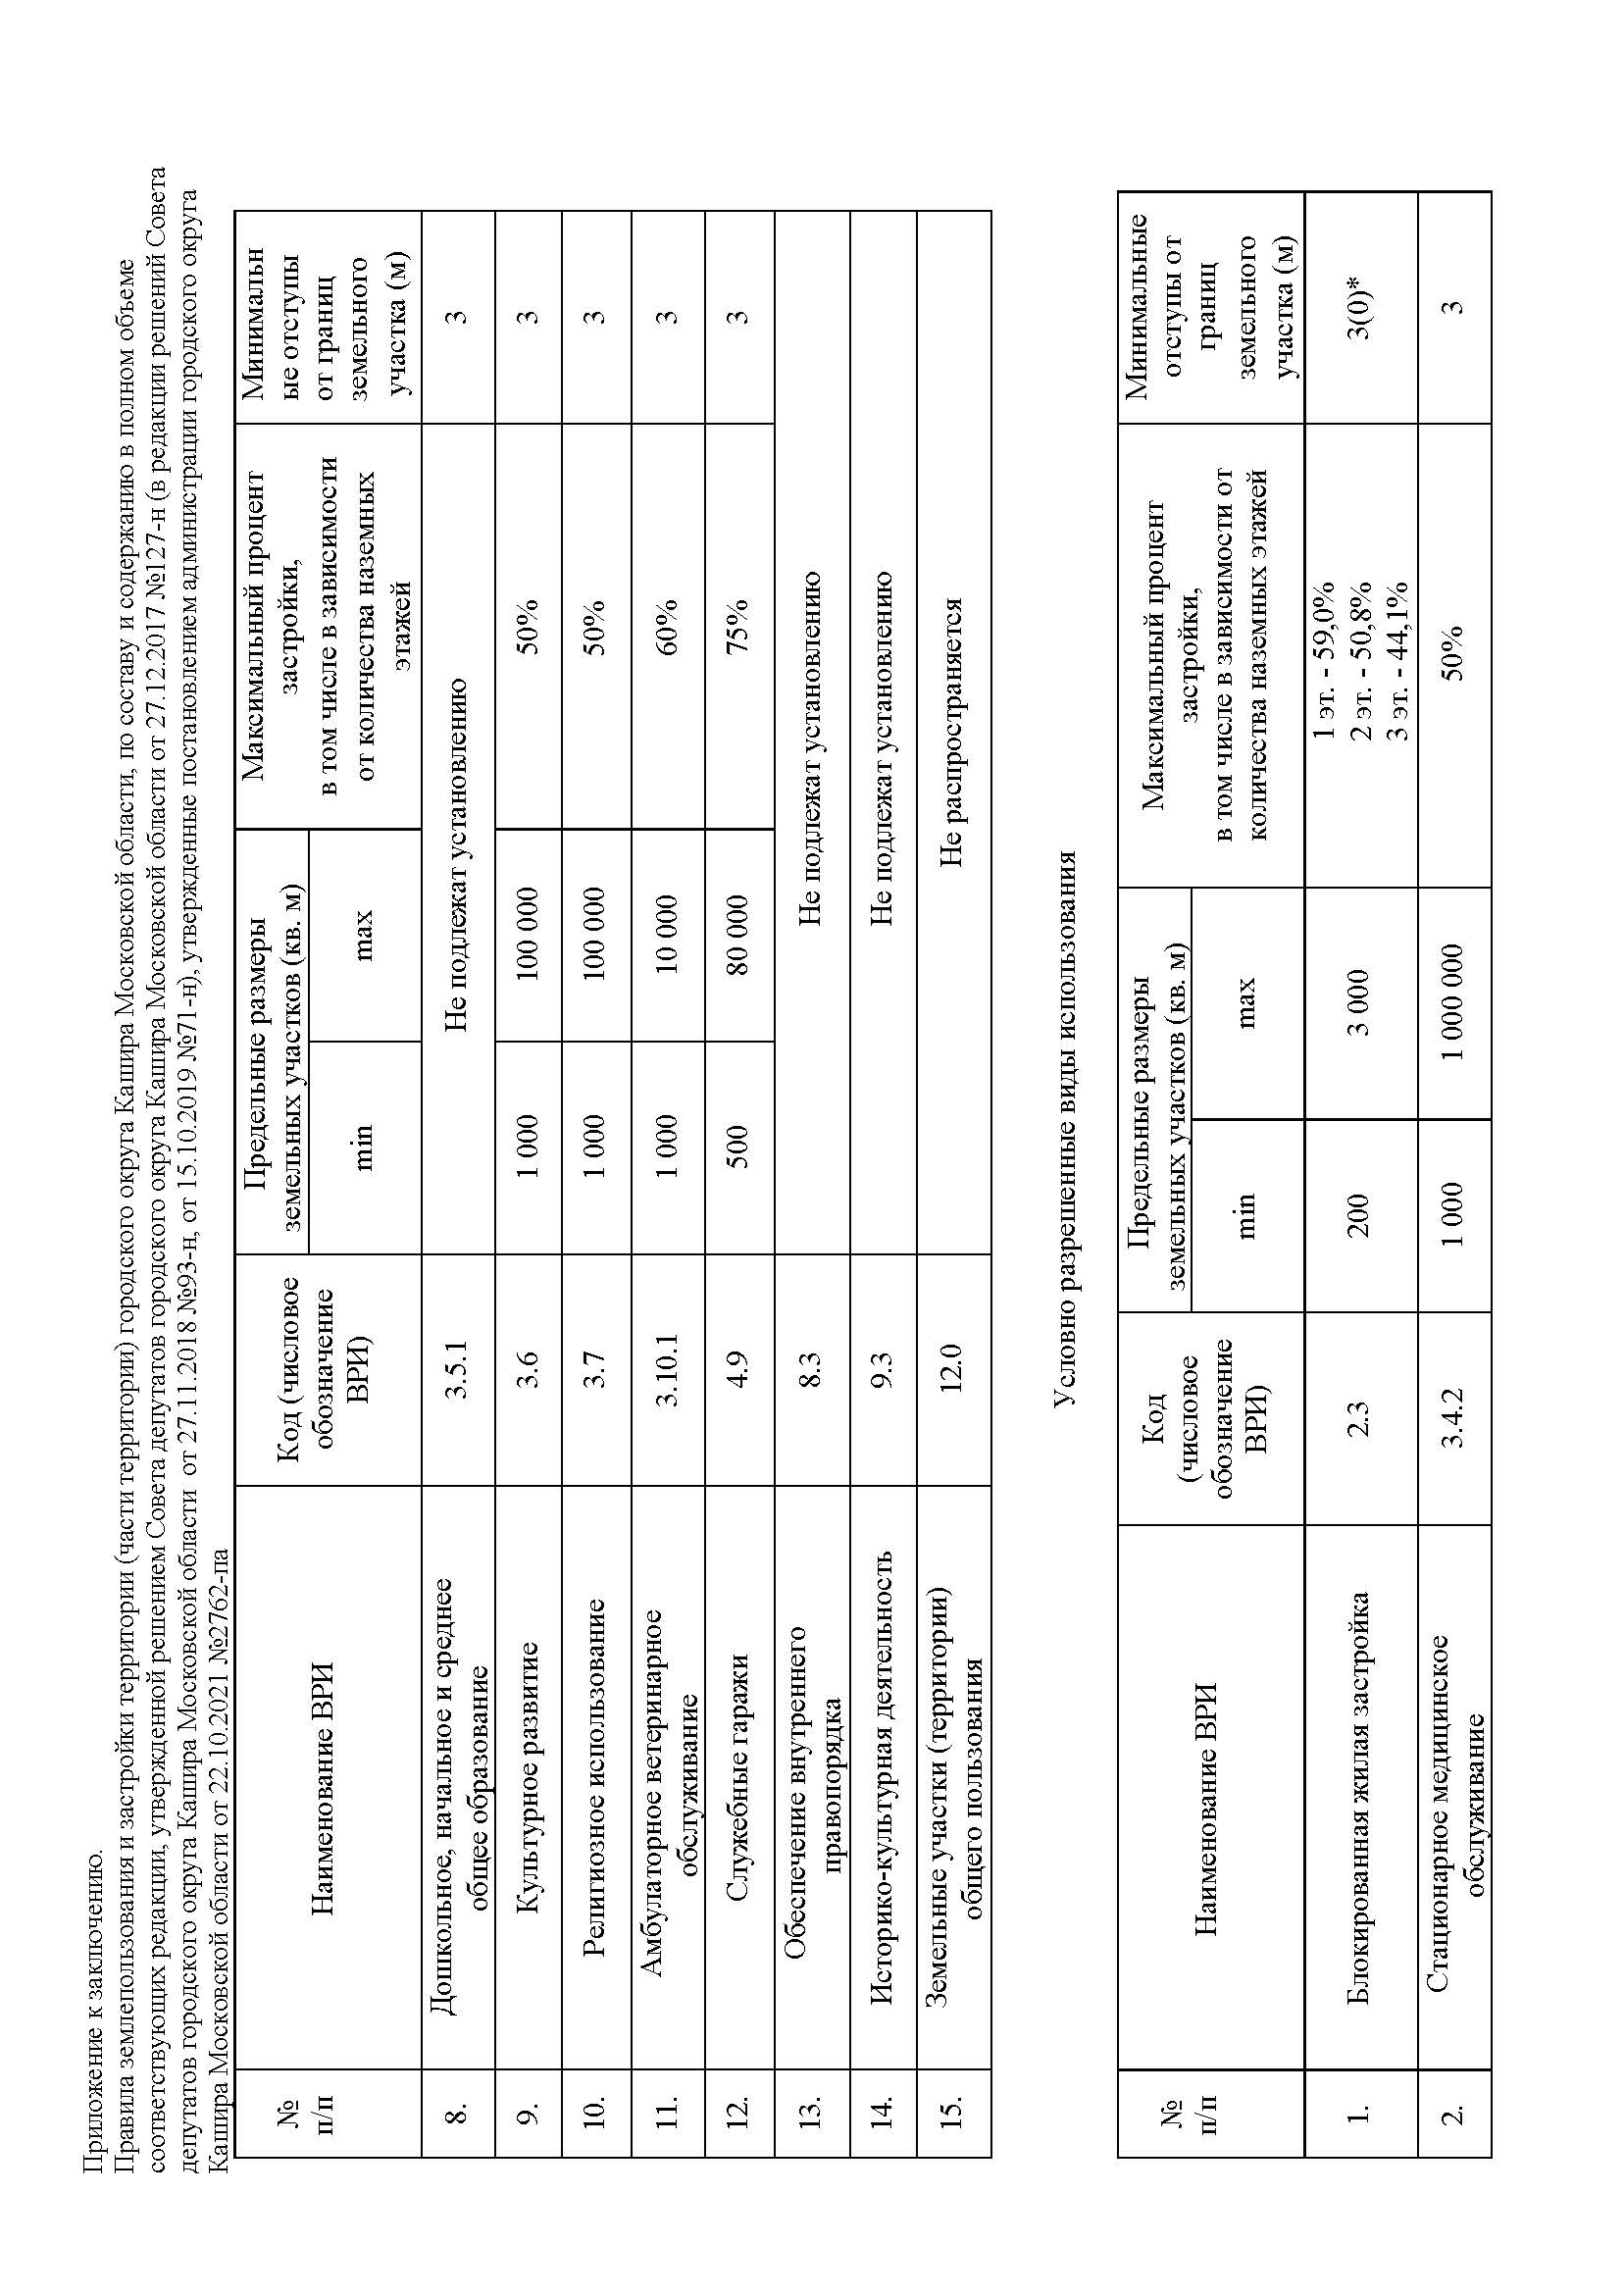 Приложение к заключению.
Правила землепользования и застройки территории (части территории) городского округа Кашира Московской области, по составу и содержанию в полном объеме
соответствующих редакции, утвержденной решением Совета депутатов городского округа Кашира Московской области от 27.12.2017 №127-н (в редакции решений Совета
депутатов городского округа Кашира Московской области от 27.11.2018 №93-н, от 15.10.2019 №71-н), утвержденные постановлением администрации городского округа
Кашира Московской области от 22.10.2021 №2762-па
№
п/п
Наименование ВРИ
Код (числовое
обозначение
ВРИ)
Предельные размеры
земельных участков (кв. м)
min
max
Максимальный процент
застройки,
в том числе в зависимости
от количества наземных
этажей
Минимальн
ые отступы
от границ
земельного
участка (м)
8.
Дошкольное, начальное и среднее
общее образование
3.5.1
Не подлежат установлению
3
9.
Культурное развитие
3.6
1 000
100 000
50%
3
10.
Религиозное использование
3.7
1 000
100 000
50%
3
11.
Амбулаторное ветеринарное
обслуживание
3.10.1
1 000
10 000
60%
3
12.
Служебные гаражи
4.9
500
80 000
75%
3
13.
Обеспечение внутреннего
правопорядка
8.3
Не подлежат установлению
14.
Историко-культурная деятельность
9.3
Не подлежат установлению
15.
Земельные участки (территории)
общего пользования
12.0
Не распространяется
Условно разрешенные виды использования
№
п/п
Наименование ВРИ
Код
(числовое
обозначение
ВРИ)
Предельные размеры
земельных участков (кв. м)
min
max
Максимальный процент
застройки,
в том числе в зависимости от
количества наземных этажей
Минимальные
отступы от
границ
земельного
участка (м)
1.
Блокированная жилая застройка
2.3
200
3 000
1 эт. - 59,0%
2 эт. - 50,8%
3 эт. - 44,1%
3(0)*
2.
Стационарное медицинское
обслуживание
3.4.2
1 000
1 000 000
50%
3